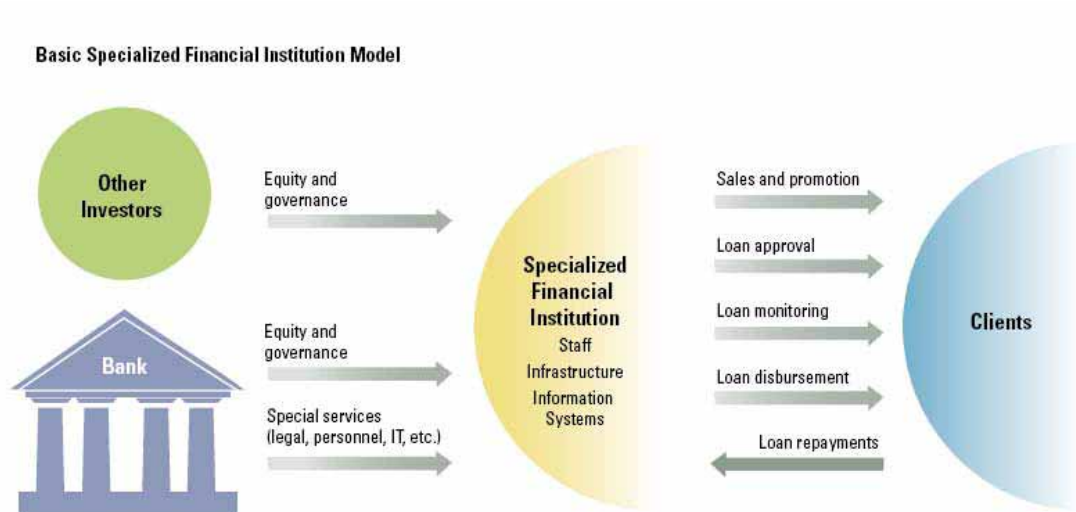 Basic Specialized Financial Institution Model
Other
Investors
Equity and
governance
Bank
Equity and
governance
Special services
(legal, personnel, IT, etc.)
Specialized
Financial
Institution
Staff
Infrastructure
Information
Systems
Sales and promotion
Loan approval
Loan monitoring
Loan disbursement
Loan repayments
Clients